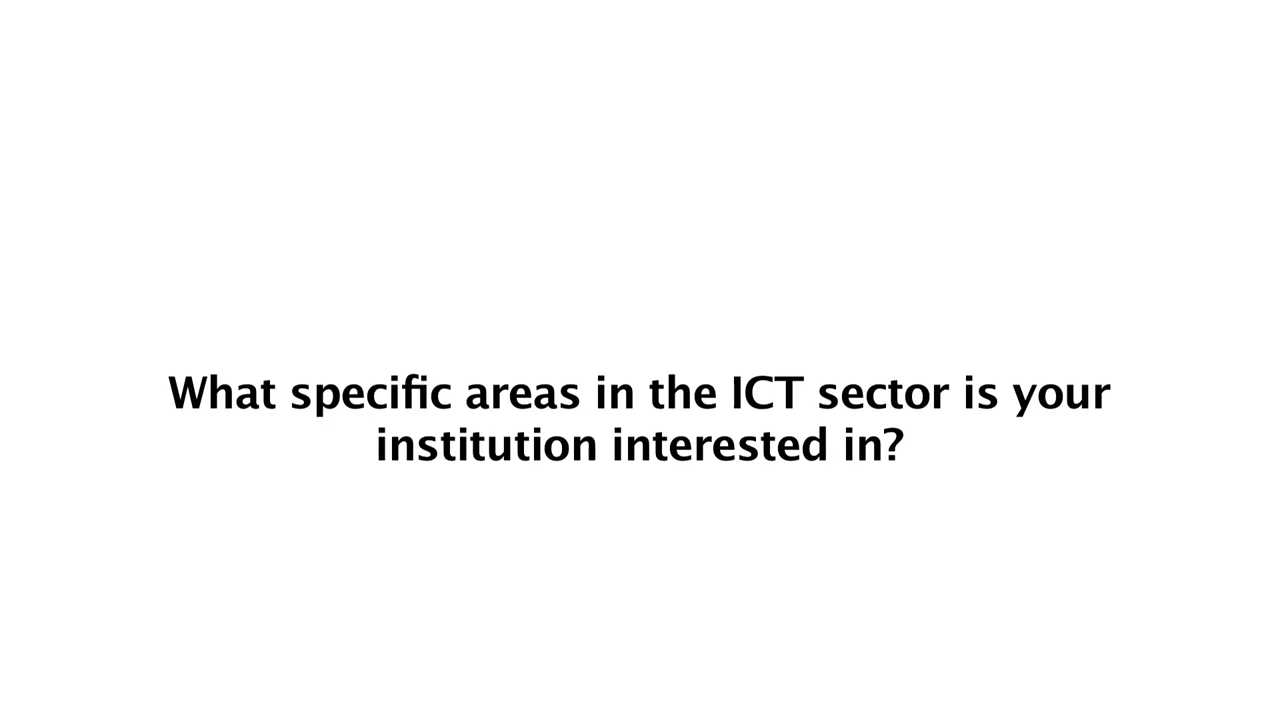 What specific areas in the ICT sector is your
institution interested in?